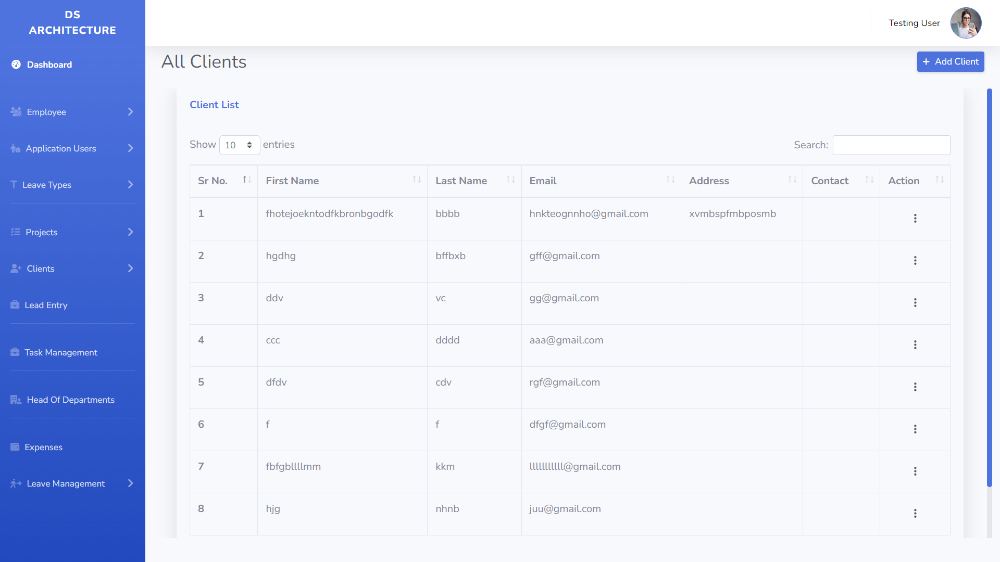 DS
ARCHITECTURE
Dashboard
Employee
Application Users
Leave Types
Projects
Clients
Lead Entry
Task Management
Head Of Departments
Expenses
Leave Management
Testing User
All Clients
+ Add Client
Client List
Show 10 entries
Search:
Sr No. First Name Last Name Email Address Contact Action
1 fhotejoekntodfkbronbgodfk bbbb hnkteognnho@gmail.com xvmbspfmbposmb
2 hgdhg bffbxb gff@gmail.com
3 ddv vc gg@gmail.com
4 ccc dddd aaa@gmail.com
5 dfdv cdv rgf@gmail.com
6 f f dfgf@gmail.com
7 fbfgbllllmm kkm lllllllllll@gmail.com
8 hjg nhnb juu@gmail.com